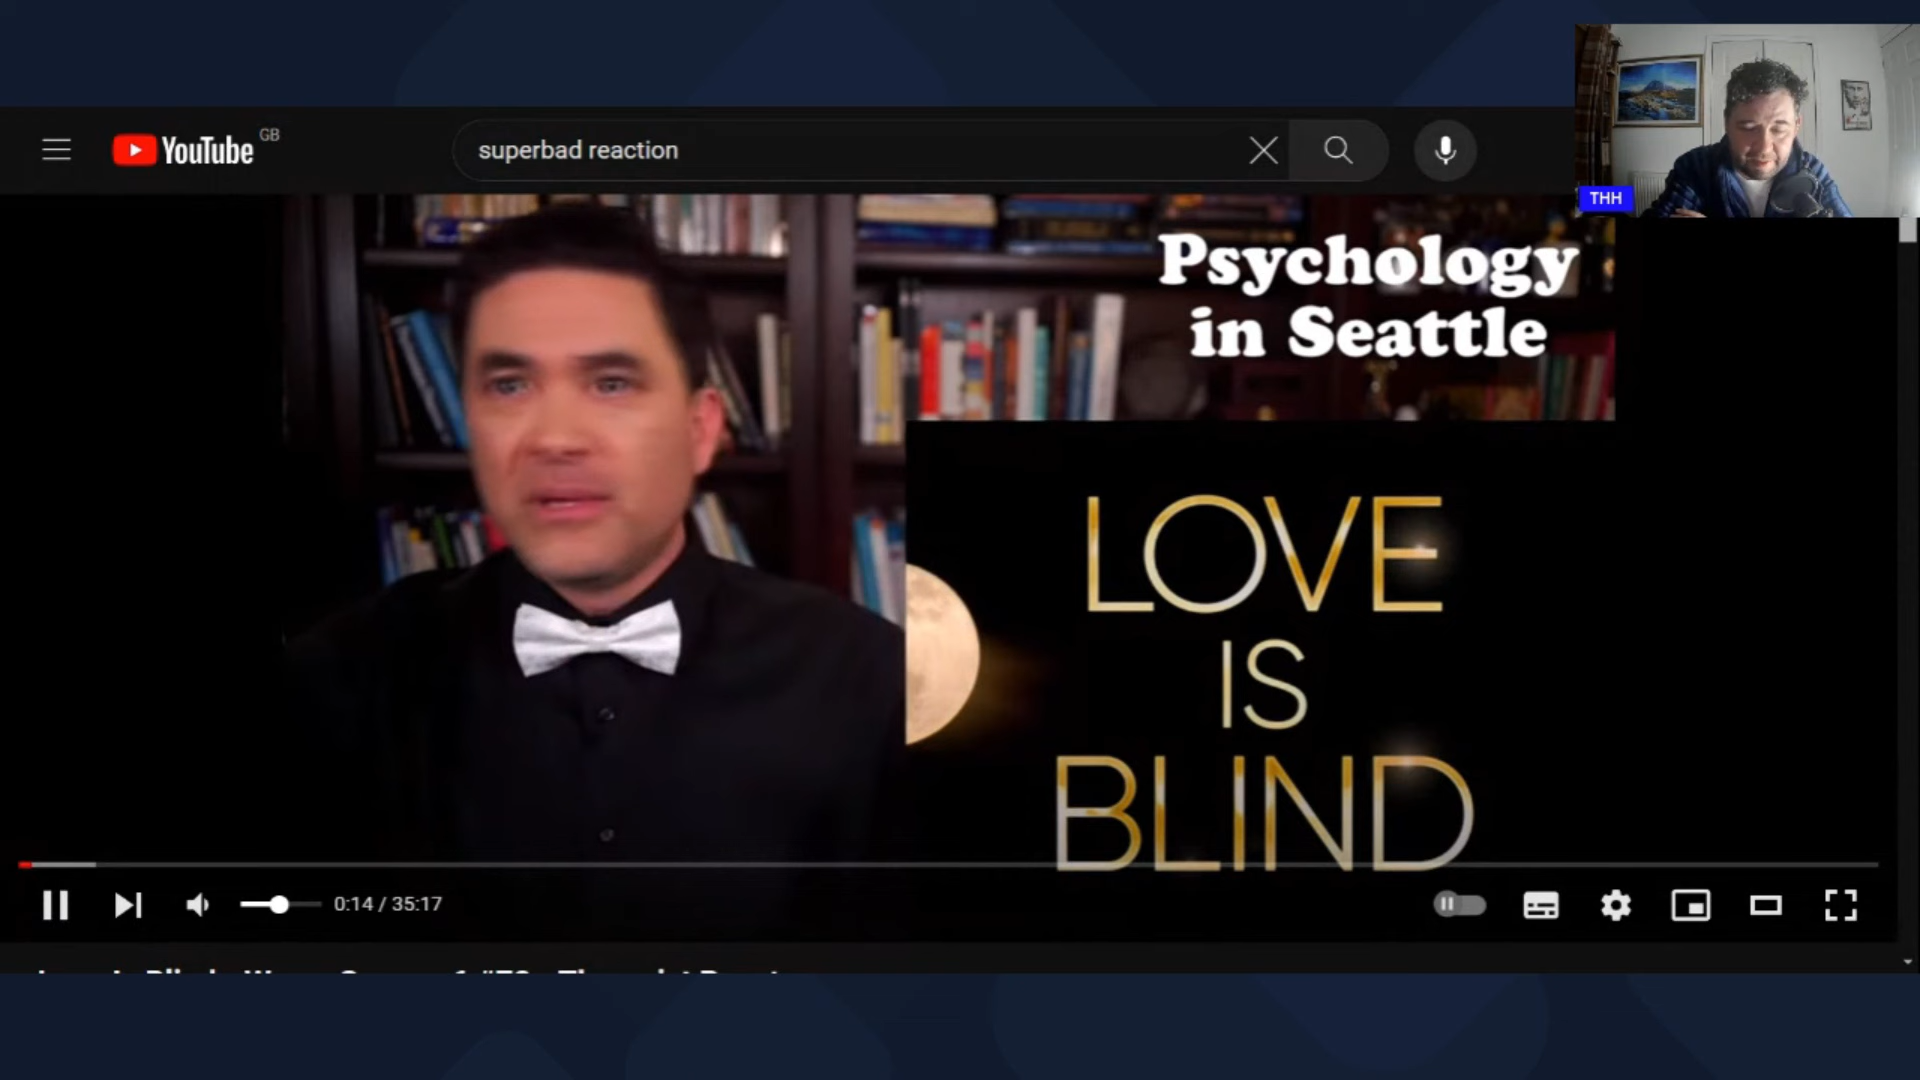 YouTube GB
superbad reaction
THH
Psychology
in Seattle
LOVE
IS
BLIND
0:14 / 35:17